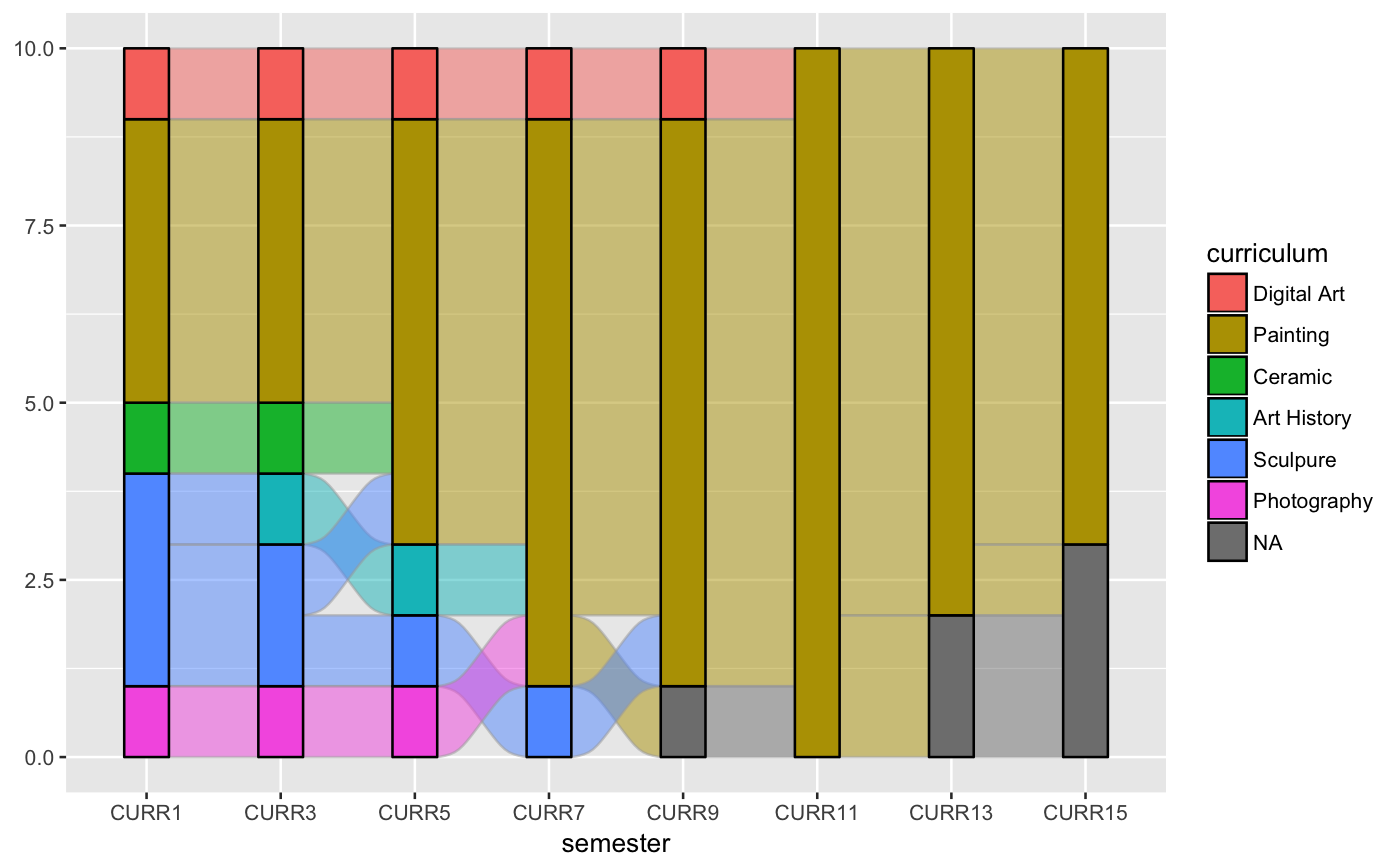 10.0
7.5
5.0
2.5
0.0
CURR1 CURR3 CURR5 CURR7 CURR9 CURR11 CURR13 CURR15
semester
curriculum
Digital Art
Painting
Ceramic
Art History
Sculpure
Photography
NA